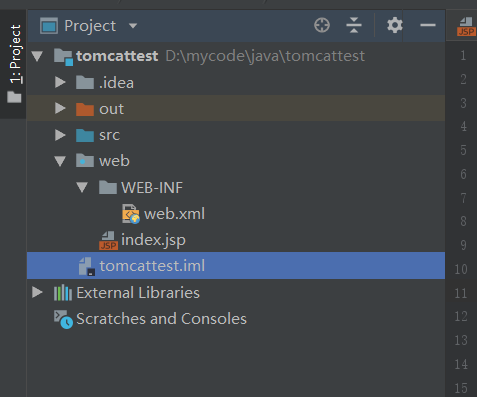 1: Project
Project
tomcattest D:\mycode\java\tomcattest
.idea
out
src
web
WEB-INF
web.xml
JSP index.jsp
tomcattest.iml
External Libraries
Scratches and Consoles
JSP
1
2
3
4
5
6
7
8
9
10
11
12
13
14
15